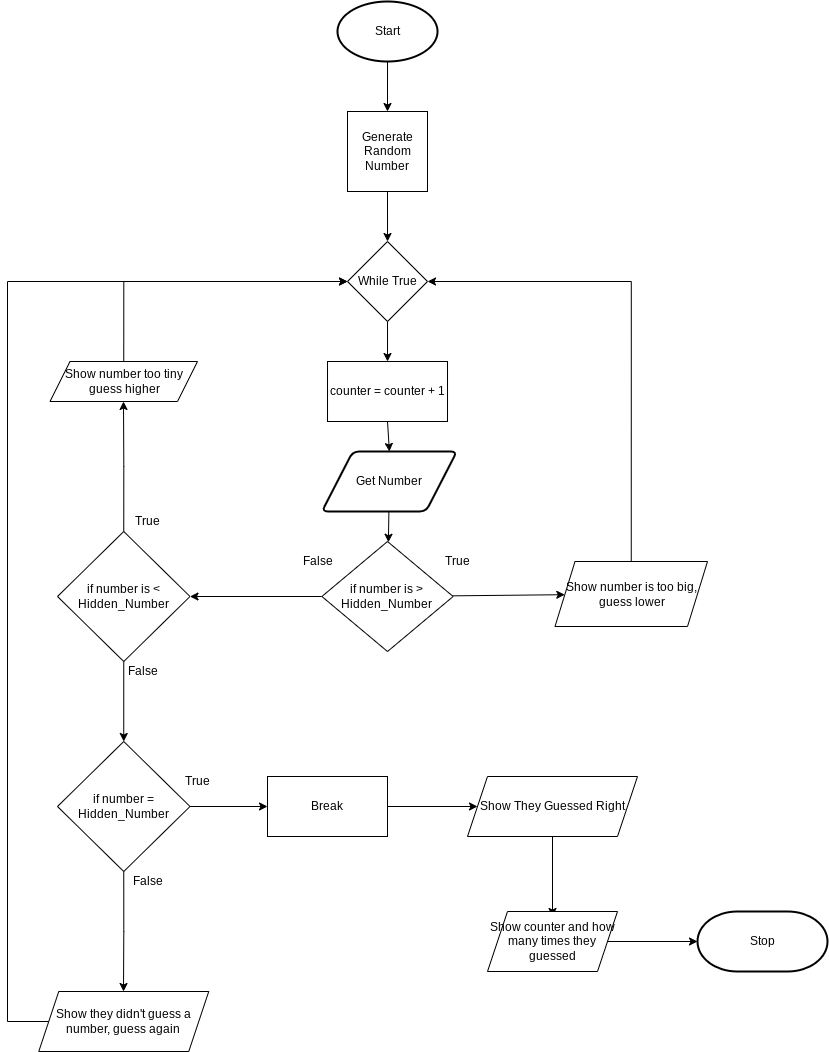 Start
Generate
Random
Number
While True
Show number too tiny
guess higher
counter = counter + 1
Get Number
True
False
True
if number is <
Hidden_Number
if number is >
Hidden_Number
Show number is too big,
guess lower
False
if number =
Hidden_Number
True
Break
Show They Guessed Right
False
Show counter and how
many times they
guessed
Stop
Show they didn't guess a
number, guess again